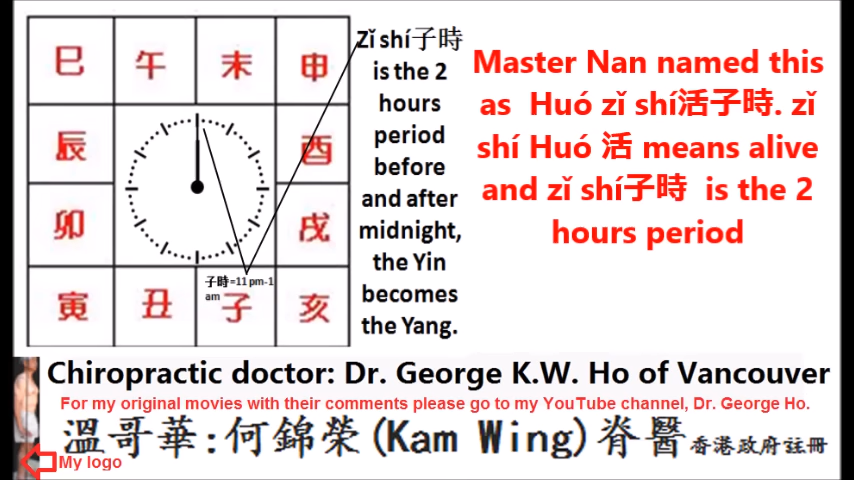 巳 午 未 申
辰 酉
卯 戌
寅 丑 子 亥
子時=11 pm-1
am
Zǐ shí子時
is the 2
hours
period
before
and after
midnight,
the Yin
becomes
the Yang.
Master Nan named this
as Huó zǐ shí活子時. zǐ
shí Huó 活 means alive
and zǐ shí子時 is the 2
hours period
Chiropractic doctor: Dr. George K.W. Ho of Vancouver
For my original movies with their comments please go to my YouTube channel, Dr. George Ho.
溫哥華:何錦榮(Kam Wing)脊醫香港政府註冊
My logo